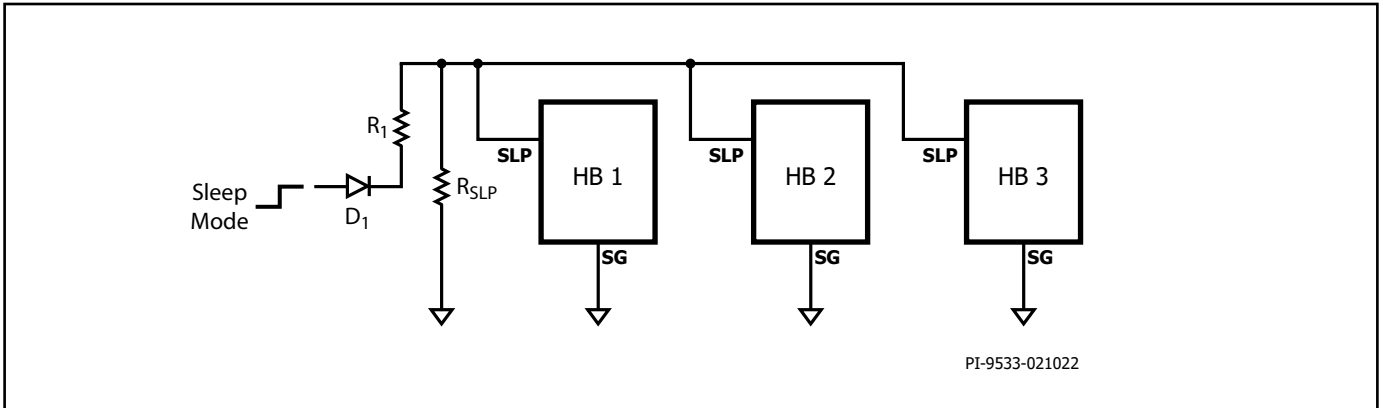 R1
SLP
HB 1
SLP
HB 2
SLP
HB 3
Sleep
Mode
D1
RSLP
SG
SG
SG
PI-9533-021022